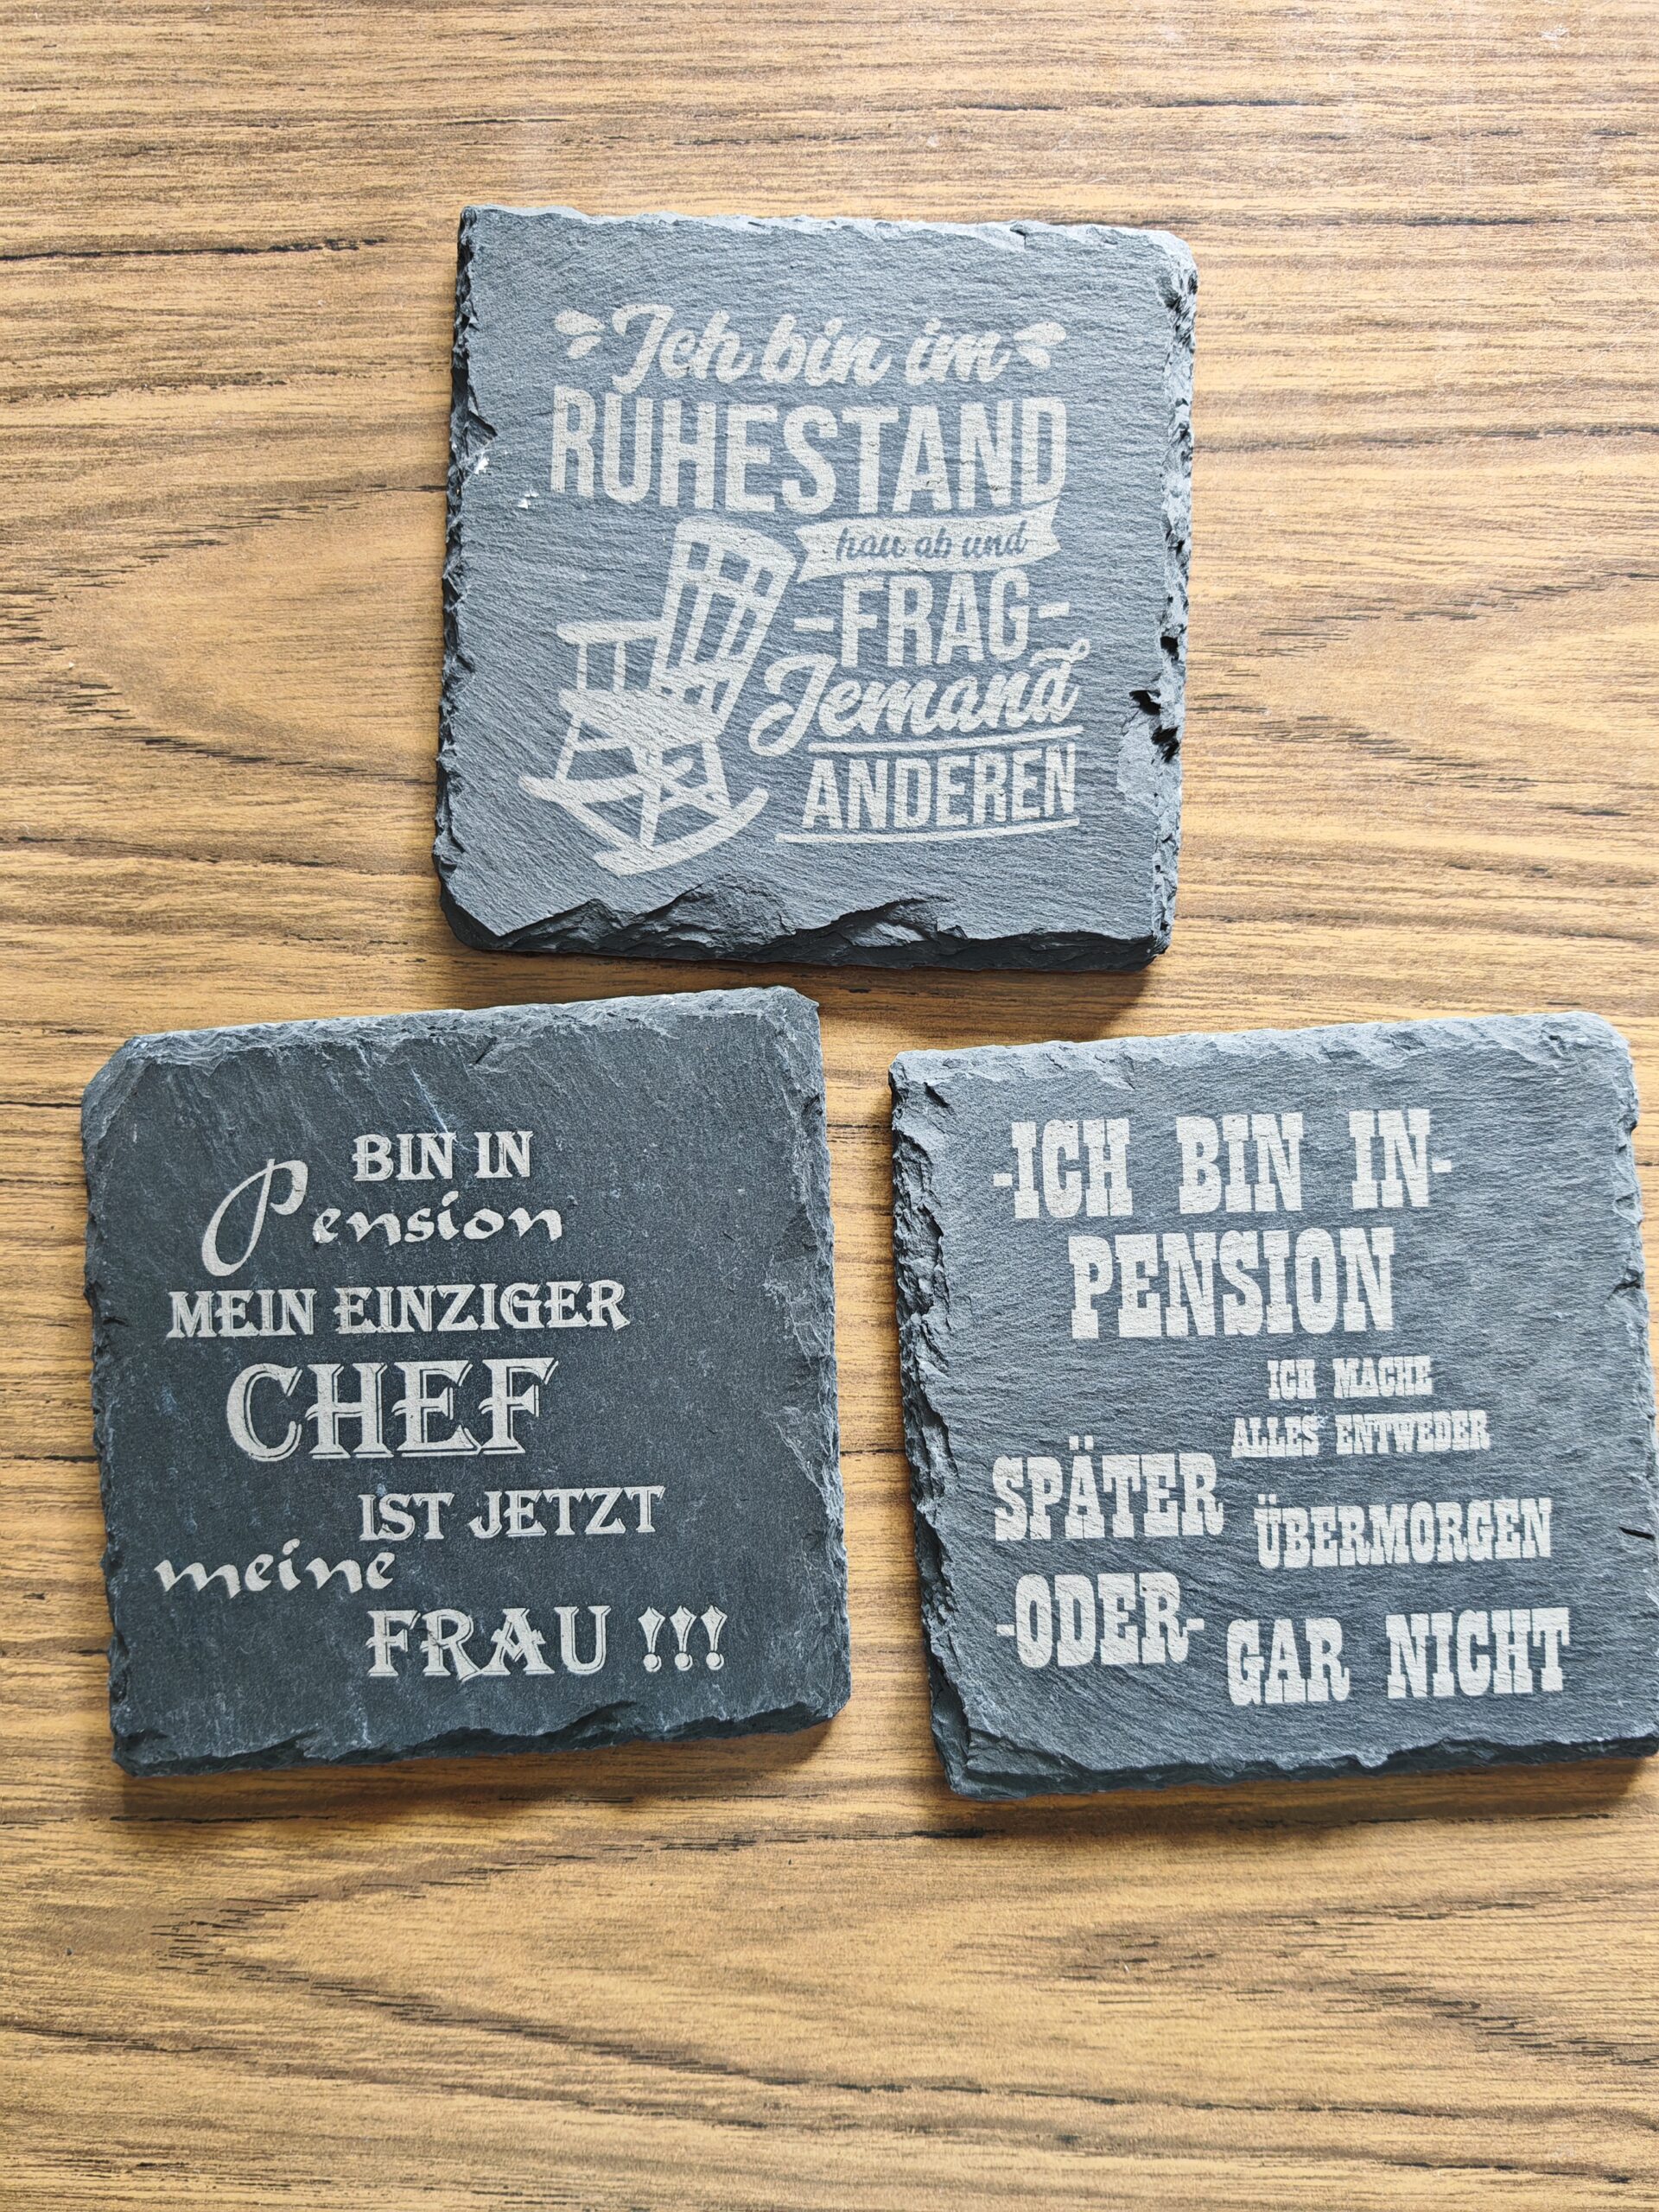 Ich bin im
RUHESTAND
hau ab und
-FRAG-
Jemand
ANDEREN
BIN IN
Pension
MEIN EINZIGER
CHEF
IST JETZT
meine
FRAU !!!
-ICH BIN IN-
PENSION
ICH MACHE
ALLES ENTWEDER
SPÄTER
ÜBERMORGEN
-ODER-
GAR NICHT